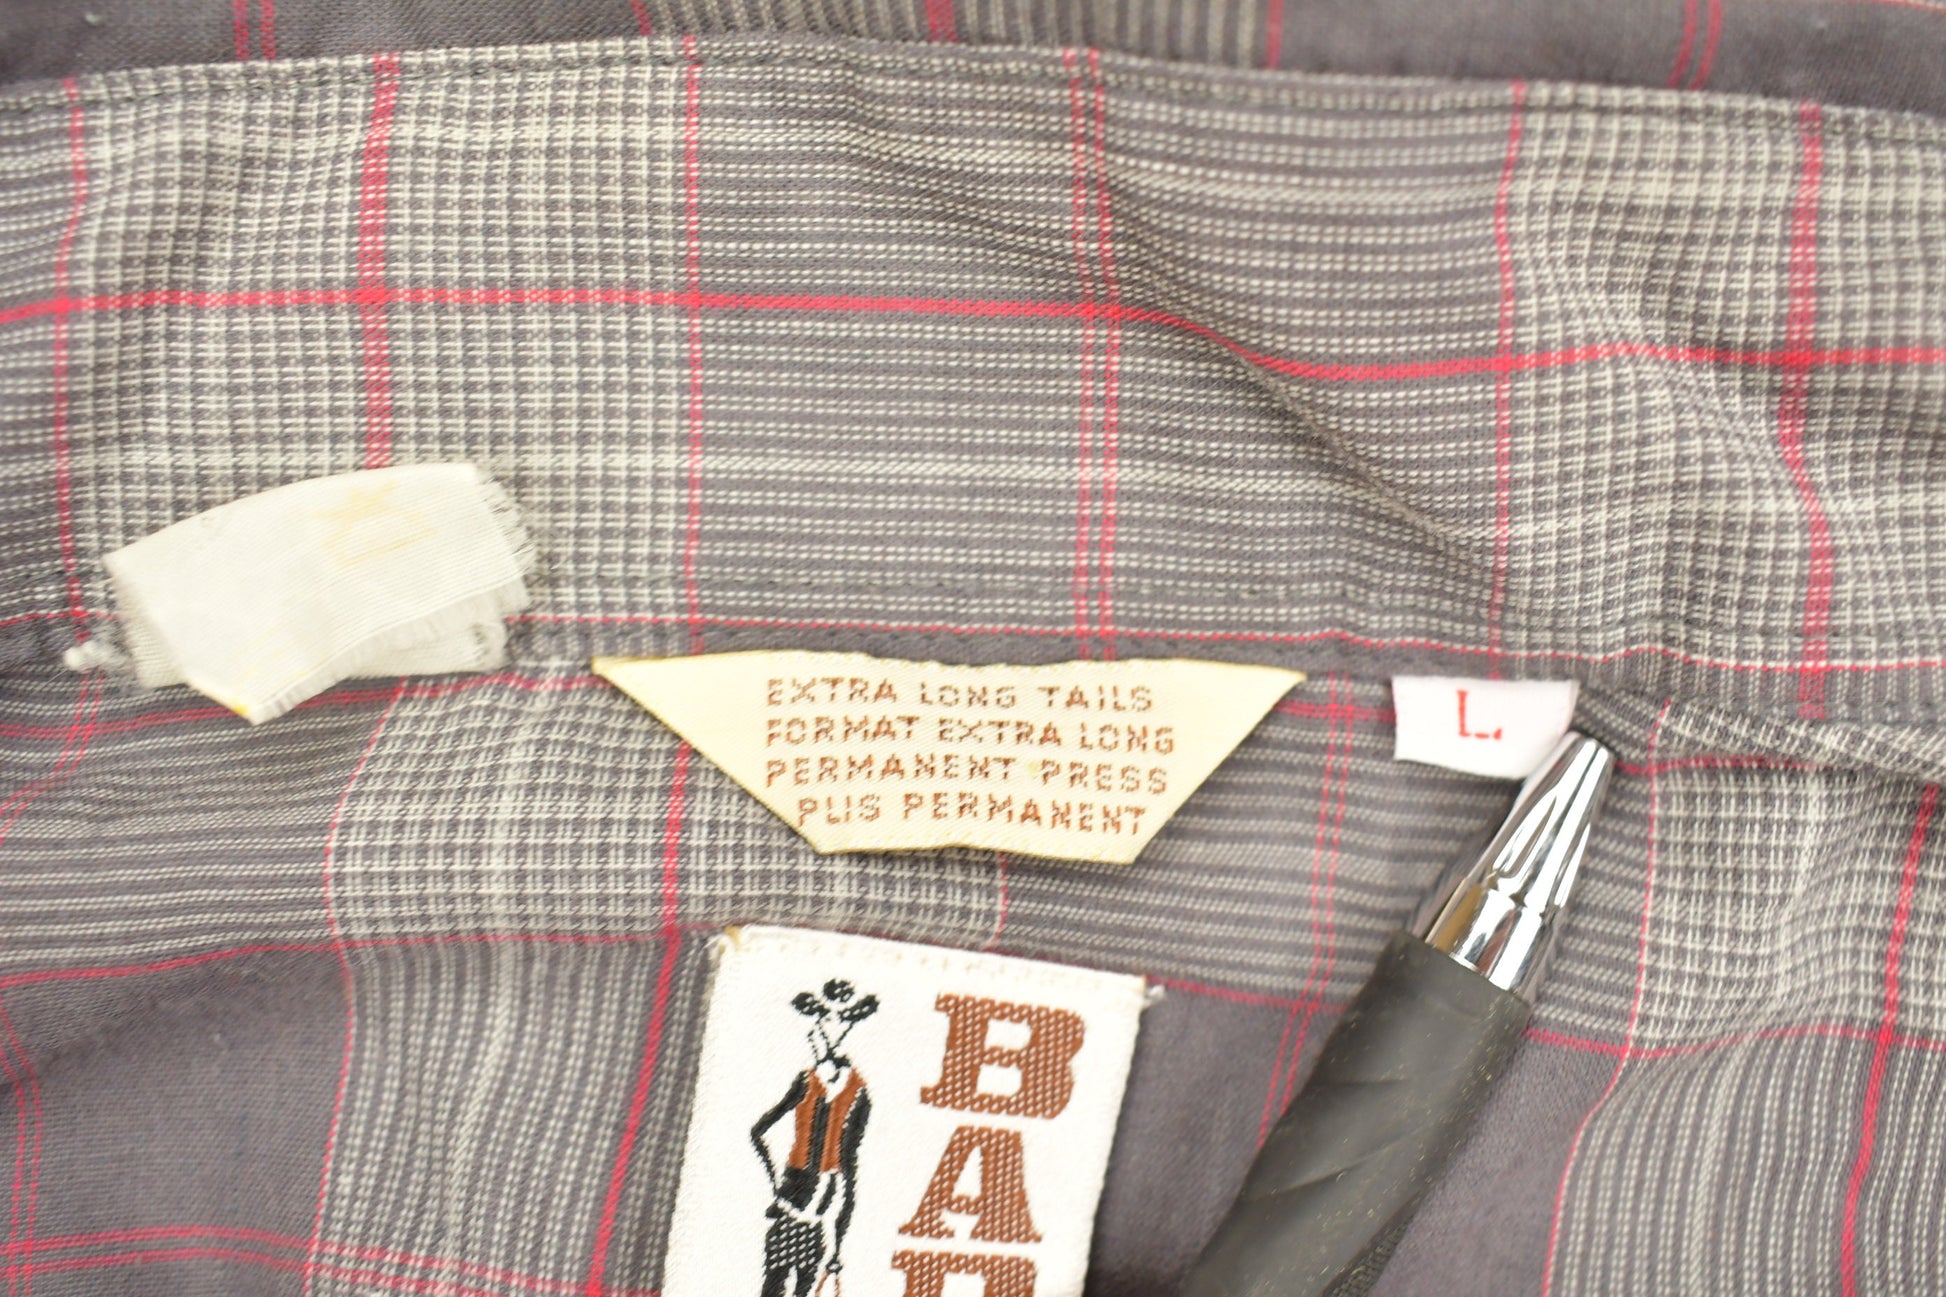 EXTRA LONG TAILS
FORMAT EXTRA LONG
PERMANENT PRESS
PLIS PERMANENT
L
B
A